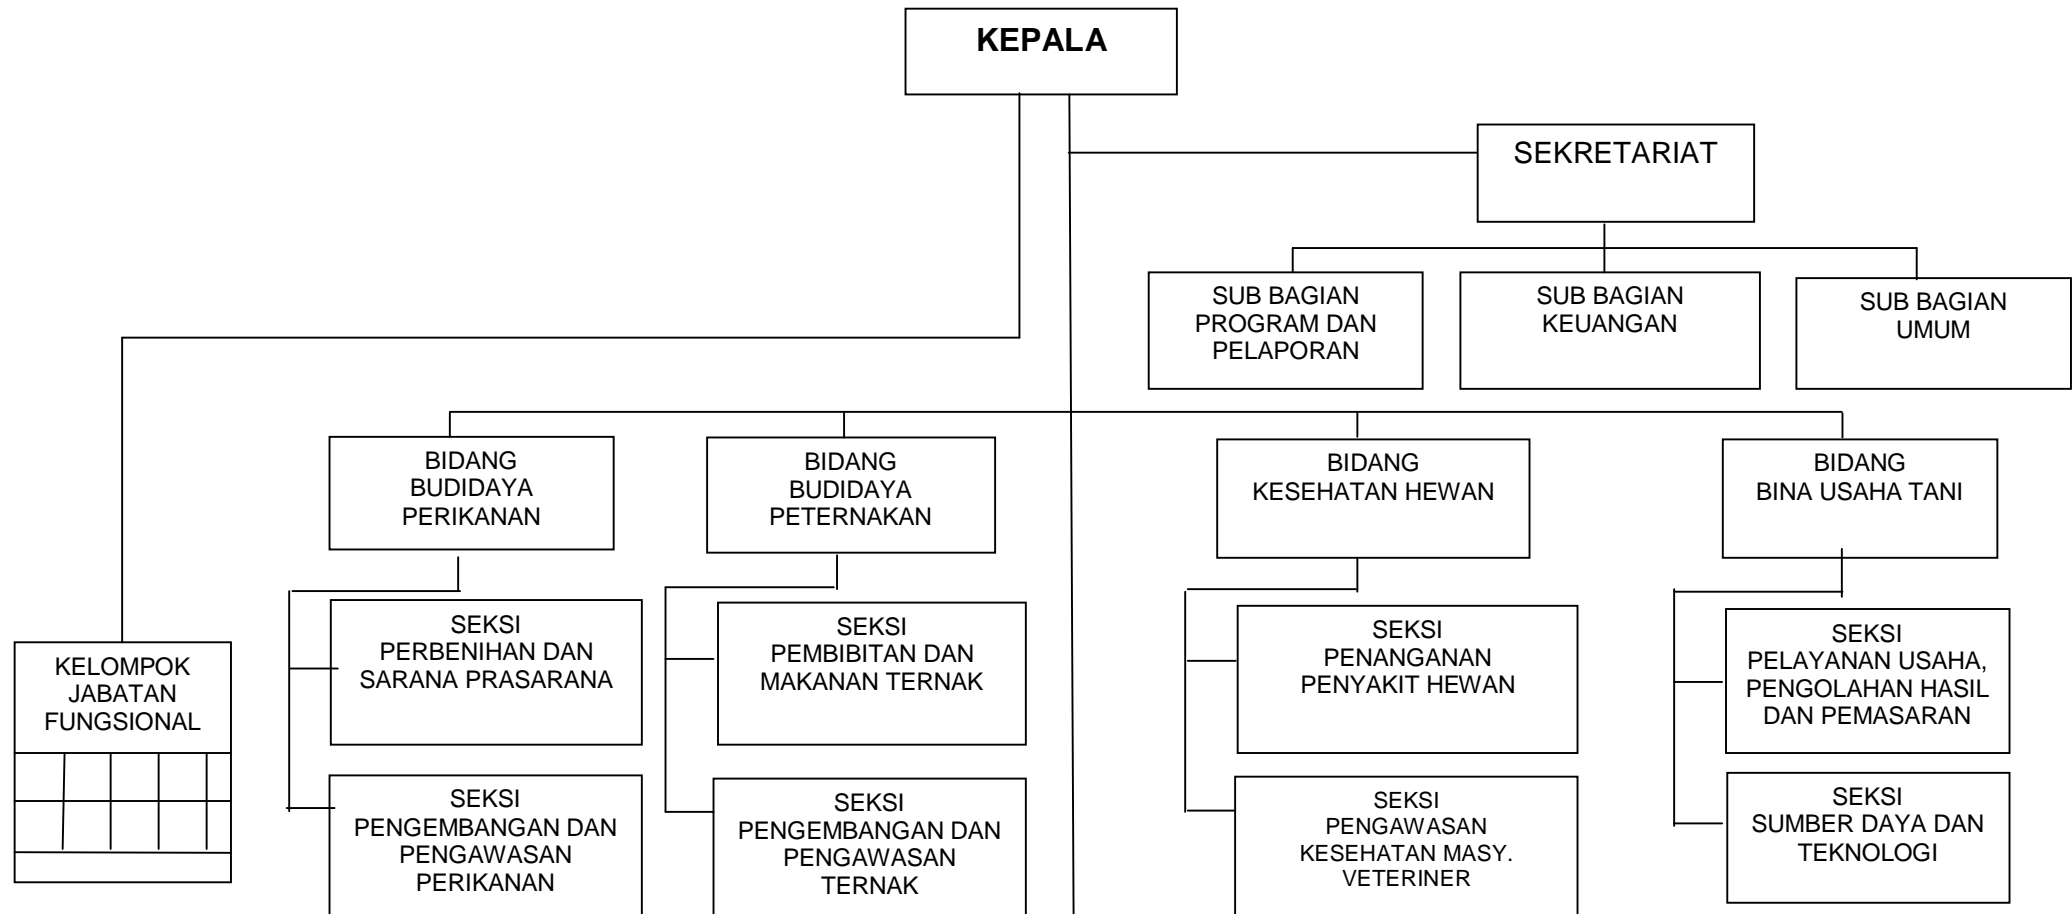 KEPALA
SEKRETARIAT
SUB BAGIAN
PROGRAM DAN
PELAPORAN
SUB BAGIAN
KEUANGAN
SUB BAGIAN
UMUM
BIDANG
BUDIDAYA
PERIKANAN
BIDANG
BUDIDAYA
PETERNAKAN
BIDANG
KESEHATAN HEWAN
BIDANG
BINA USAHA TANI
KELOMPOK
JABATAN
FUNGSIONAL
SEKSI
PERBENIHAN DAN
SARANA PRASARANA
SEKSI
PEMBIBITAN DAN
MAKANAN TERNAK
SEKSI
PENANGANAN
PENYAKIT HEWAN
SEKSI
PELAYANAN USAHA,
PENGOLAHAN HASIL
DAN PEMASARAN
SEKSI
PENGEMBANGAN DAN
PENGAWASAN
PERIKANAN
SEKSI
PENGEMBANGAN DAN
PENGAWASAN
TERNAK
SEKSI
PENGAWASAN
KESEHATAN MASY.
VETERINER
SEKSI
SUMBER DAYA DAN
TEKNOLOGI